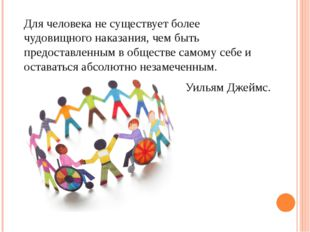 Для человека не существует более
чудовищного наказания, чем быть
предоставленным в обществе самому себе и
оставаться абсолютно незамеченным.
Уильям Джеймс.